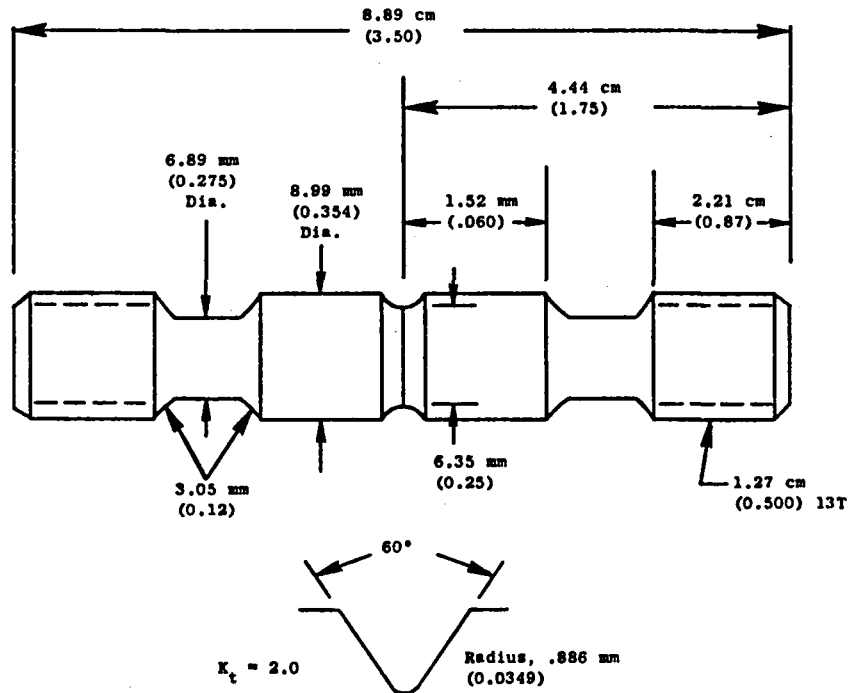 8.89 cm
(3.50)
4.44 cm
(1.75)
6.89 mm
(0.275)
Dia.
8.99 mm
(0.354)
Dia.
1.52 mm
(.060)
2.21 cm
(0.87)
3.05 mm
(0.12)
6.35 mm
(0.25)
1.27 cm
(0.500) 13T
60°
Kt = 2.0
Radius, .886 mm
(0.0349)